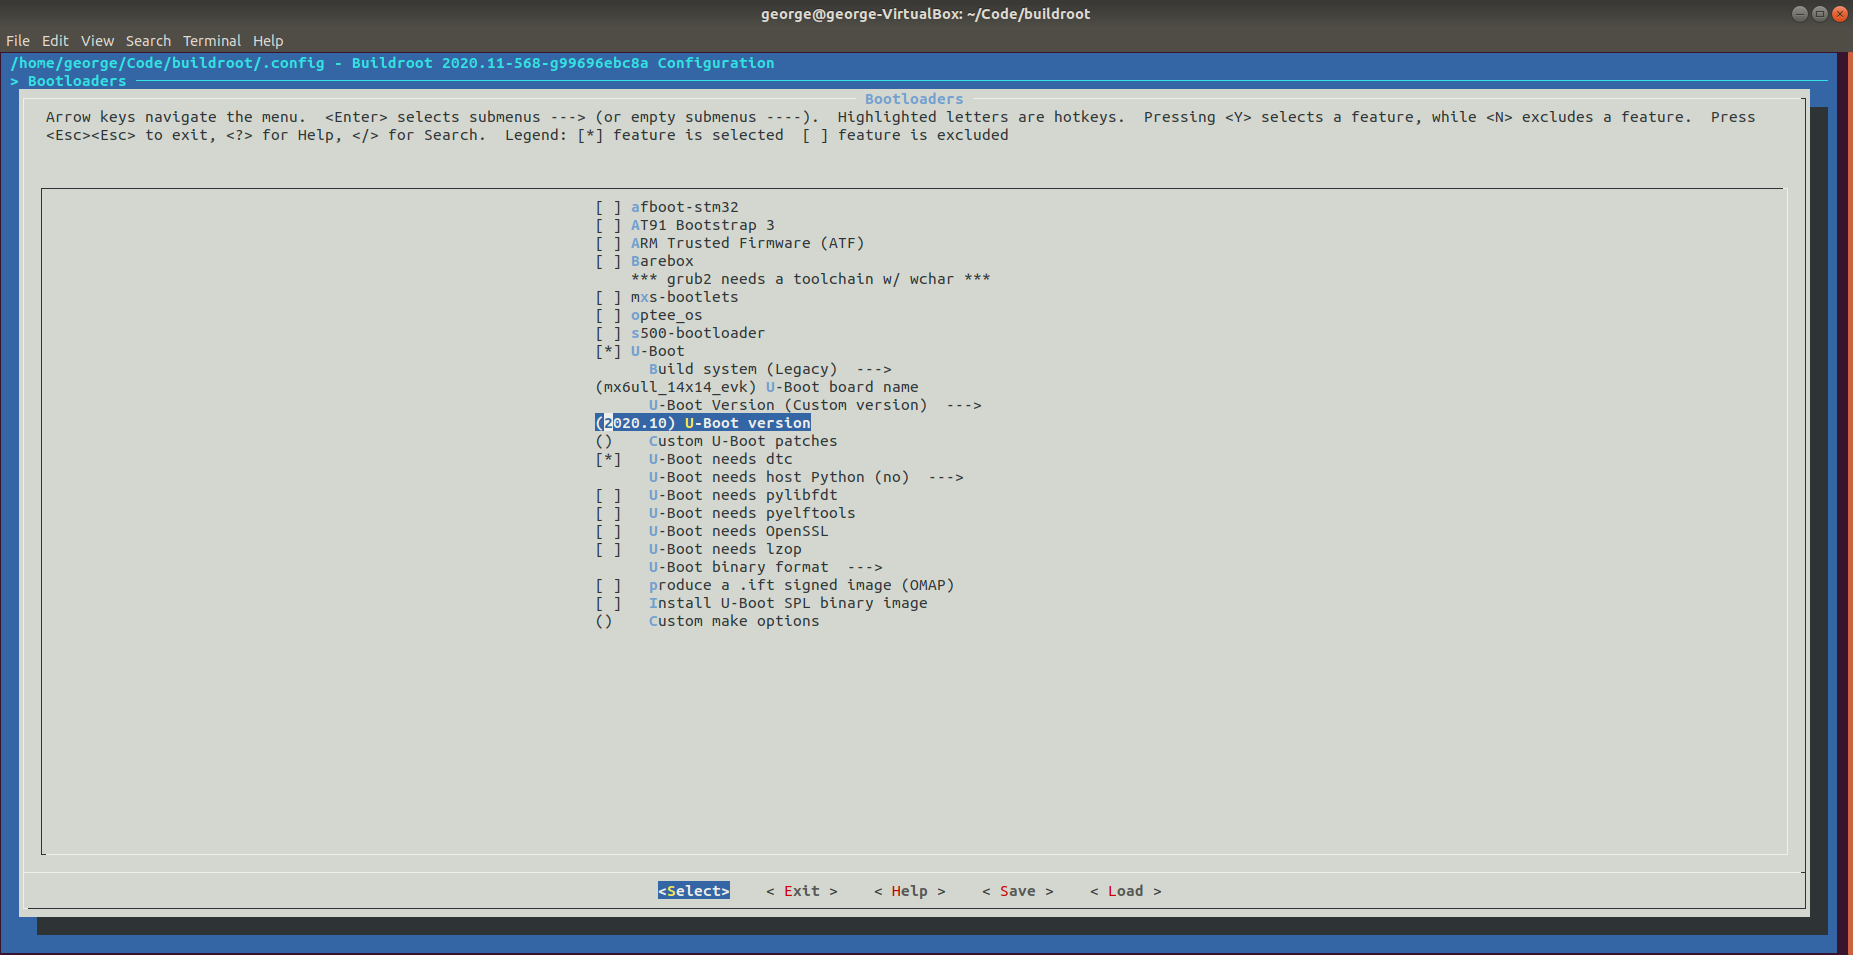 george@george-VirtualBox: ~/Code/buildroot
File Edit View Search Terminal Help
/home/george/Code/buildroot/.config - Buildroot 2020.11-568-g99696ebc8a Configuration
> Bootloaders
Bootloaders
Arrow keys navigate the menu.  <Enter> selects submenus ---> (or empty submenus ----).  Highlighted letters are hotkeys.  Pressing <Y> selects a feature, while <N> excludes a feature.  Press
<Esc><Esc> to exit, <?> for Help, </> for Search.  Legend: [*] feature is selected  [ ] feature is excluded
[ ] afboot-stm32
[ ] AT91 Bootstrap 3
[ ] ARM Trusted Firmware (ATF)
[ ] Barebox
*** grub2 needs a toolchain w/ wchar ***
[ ] mxs-bootlets
[ ] optee_os
[ ] s500-bootloader
[*] U-Boot
Build system (Legacy)  --->
(mx6ull_14x14_evk) U-Boot board name
U-Boot Version (Custom version)  --->
(2020.10) U-Boot version
()    Custom U-Boot patches
[*]   U-Boot needs dtc
U-Boot needs host Python (no)  --->
[ ]   U-Boot needs pylibfdt
[ ]   U-Boot needs pyelftools
[ ]   U-Boot needs OpenSSL
[ ]   U-Boot needs lzop
U-Boot binary format  --->
[ ]   produce a .ift signed image (OMAP)
[ ]   Install U-Boot SPL binary image
()    Custom make options
<Select>    < Exit >    < Help >    < Save >    < Load >